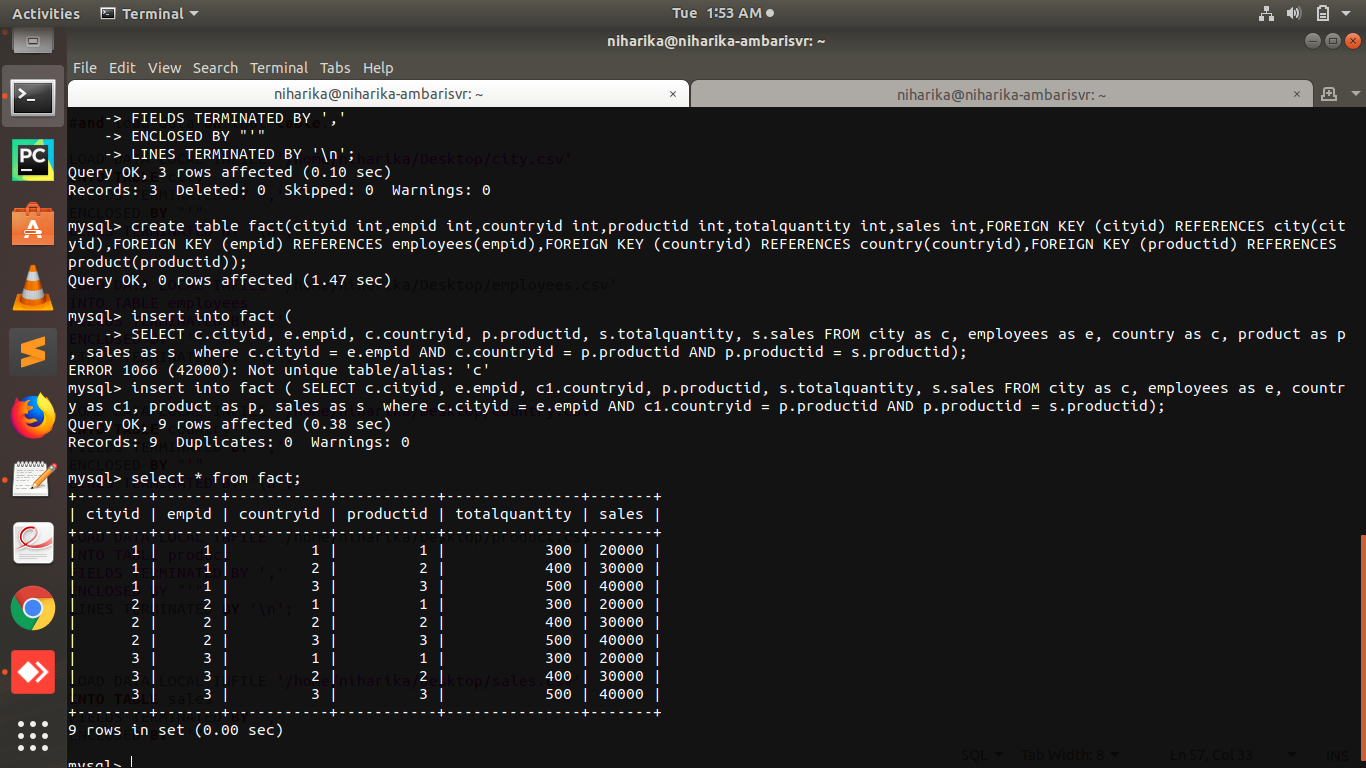 Activities Terminal Tue 1:53 AM
niharika@niharika-ambarisvr: ~
File Edit View Search Terminal Tabs Help
niharika@niharika-ambarisvr: ~ × niharika@niharika-ambarisvr: ~ ×
-> FIELDS TERMINATED BY ','
-> ENCLOSED BY "'"
-> LINES TERMINATED BY '\n';
Query OK, 3 rows affected (0.10 sec)
Records: 3  Deleted: 0  Skipped: 0  Warnings: 0
mysql> create table fact(cityid int,empid int,countryid int,productid int,totalquantity int,sales int,FOREIGN KEY (cityid) REFERENCES city(cit
yid),FOREIGN KEY (empid) REFERENCES employees(empid),FOREIGN KEY (countryid) REFERENCES country(countryid),FOREIGN KEY (productid) REFERENCES
product(productid));
Query OK, 0 rows affected (1.47 sec)
mysql> insert into fact (
-> SELECT c.cityid, e.empid, c.countryid, p.productid, s.totalquantity, s.sales FROM city as c, employees as e, country as c, product as p
, sales as s  where c.cityid = e.empid AND c.countryid = p.productid AND p.productid = s.productid);
ERROR 1066 (42000): Not unique table/alias: 'c'
mysql> insert into fact ( SELECT c.cityid, e.empid, c1.countryid, p.productid, s.totalquantity, s.sales FROM city as c, employees as e, countr
y as c1, product as p, sales as s  where c.cityid = e.empid AND c1.countryid = p.productid AND p.productid = s.productid);
Query OK, 9 rows affected (0.38 sec)
Records: 9  Duplicates: 0  Warnings: 0
mysql> select * from fact;
+--------+-------+-----------+-----------+---------------+-------+
| cityid | empid | countryid | productid | totalquantity | sales |
+--------+-------+-----------+-----------+---------------+-------+
|      1 |     1 |         1 |         1 |           300 | 20000 |
|      1 |     1 |         2 |         2 |           400 | 30000 |
|      1 |     1 |         3 |         3 |           500 | 40000 |
|      2 |     2 |         1 |         1 |           300 | 20000 |
|      2 |     2 |         2 |         2 |           400 | 30000 |
|      2 |     2 |         3 |         3 |           500 | 40000 |
|      3 |     3 |         1 |         1 |           300 | 20000 |
|      3 |     3 |         2 |         2 |           400 | 30000 |
|      3 |     3 |         3 |         3 |           500 | 40000 |
+--------+-------+-----------+-----------+---------------+-------+
9 rows in set (0.00 sec)
mysql>
SQL Tab Width: 8 Ln 57, Col 33 INS